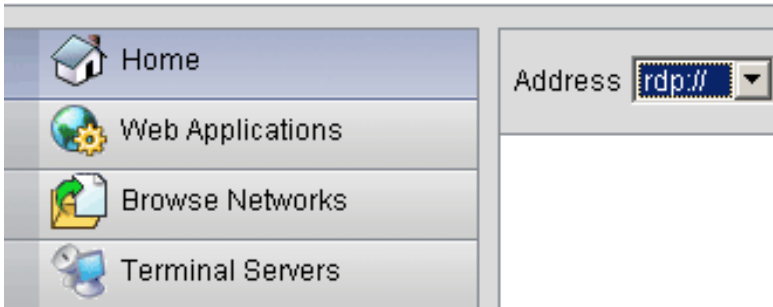 Home
Address rdp://
Web Applications
Browse Networks
Terminal Servers